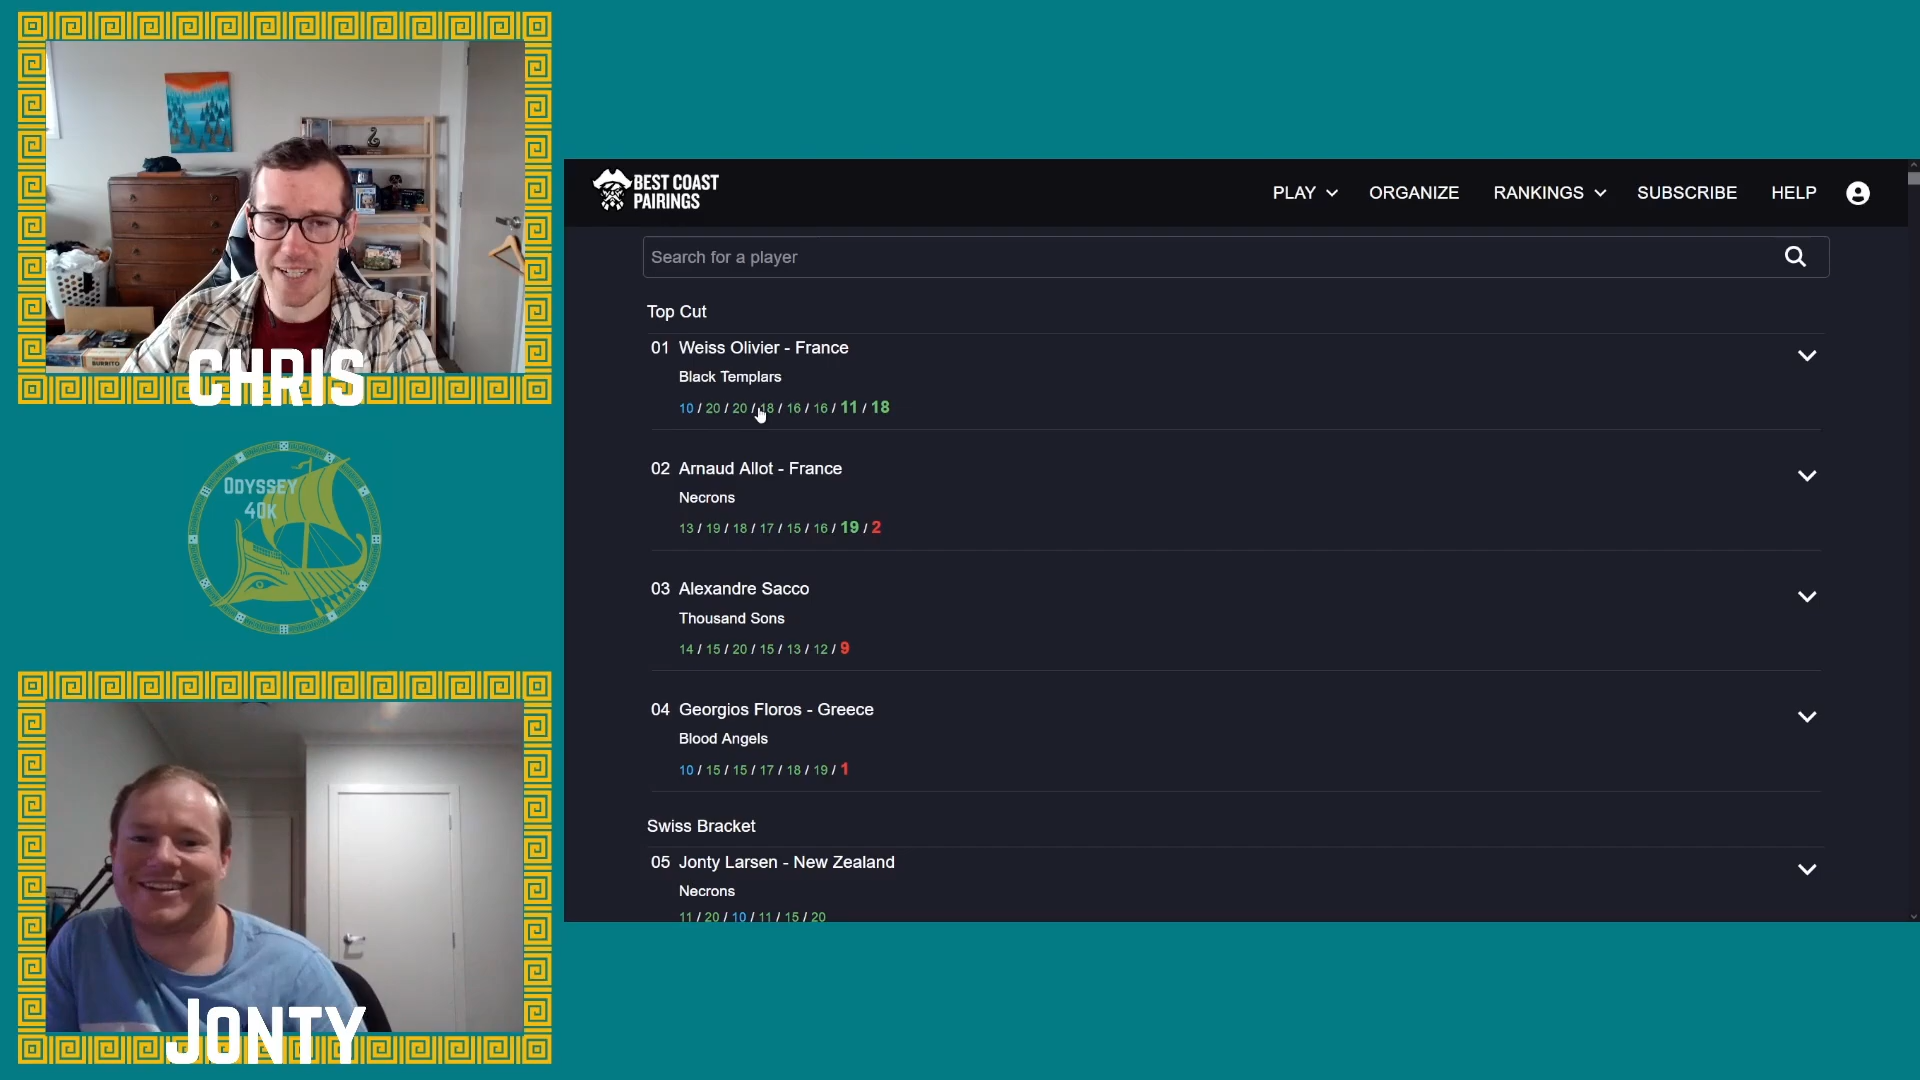 CHRIS
ODYSSEY
40K
JONTY
BEST COAST
PAIRINGS
PLAY
ORGANIZE
RANKINGS
SUBSCRIBE
HELP
Search for a player
Top Cut
01 Weiss Olivier - France
Black Templars
10 / 20 / 20 / 18 / 16 / 16 / 11 / 18
02 Arnaud Allot - France
Necrons
13 / 19 / 18 / 17 / 15 / 16 / 19 / 2
03 Alexandre Sacco
Thousand Sons
14 / 15 / 20 / 15 / 13 / 12 / 9
04 Georgios Floros - Greece
Blood Angels
10 / 15 / 15 / 17 / 18 / 19 / 1
Swiss Bracket
05 Jonty Larsen - New Zealand
Necrons
11 / 20 / 10 / 11 / 15 / 20